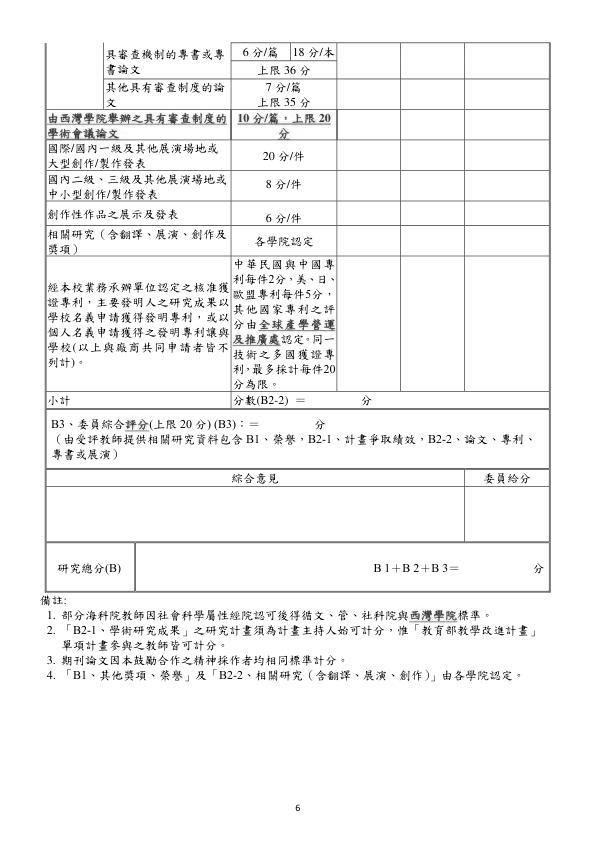 具審查機制的專書或專
書論文
6 分/篇
18 分/本
上限 36 分
其他具有審查制度的論
文
7 分/篇
上限 35 分
由西灣學院舉辦之具有審查制度的
學術會議論文
10 分/篇，上限 20
分
國際/國內一級及其他展演場地或
大型創作/製作發表
20 分/件
國內二級、三級及其他展演場地或
中小型創作/製作發表
8 分/件
創作性作品之展示及發表
6 分/件
相關研究（含翻譯、展演、創作及
獎項）
各學院認定
經本校業務承辦單位認定之核准獲
證專利，主要發明人之研究成果以
學校名義申請獲得發明專利，或以
個人名義申請獲得之發明專利讓與
學校(以上與廠商共同申請者皆不
列計)。
中華民國與中國專
利每件2分，美、日、
歐盟專利每件5分，
其他國家專利之評
分由全球產學營運
及推廣處認定。同一
技術之多國獲證專
利，最多採計每件20
分為限。
小計
分數(B2-2) ＝ 分
B3、委員綜合評分(上限 20 分) (B3)：＝ 分
（由受評教師提供相關研究資料包含 B1、榮譽，B2-1、計畫爭取績效，B2-2、論文、專利、
專書或展演）
綜合意見
委員給分
研究總分(B)
B 1＋B 2＋B 3＝ 分
備註:
1. 部分海科院教師因社會科學屬性經院認可後得循文、管、社科院與西灣學院標準。
2. 「B2-1、學術研究成果」之研究計畫須為計畫主持人始可計分，惟「教育部教學改進計畫」
單項計畫參與之教師皆可計分。
3. 期刊論文因本鼓勵合作之精神採作者均相同標準計分。
4. 「B1、其他獎項、榮譽」及「B2-2、相關研究（含翻譯、展演、創作）」由各學院認定。
6